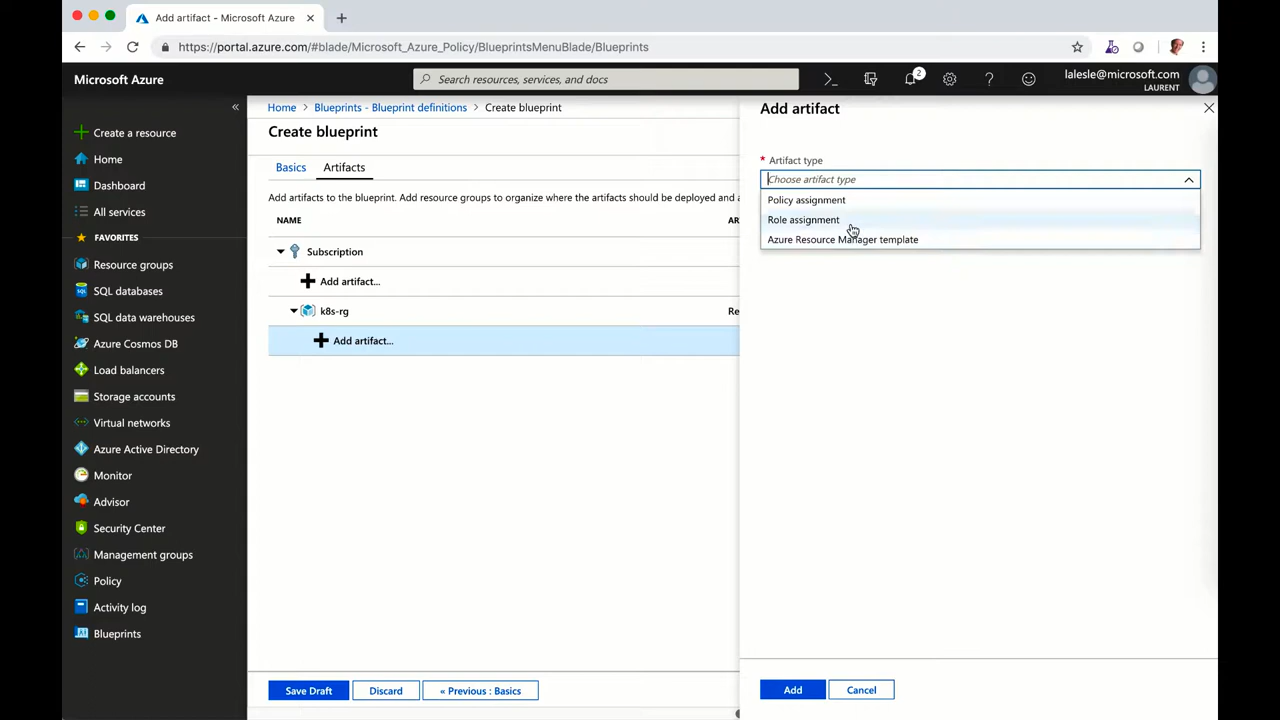 Add artifact - Microsoft Azure
https://portal.azure.com/#blade/Microsoft_Azure_Policy/BlueprintsMenuBlade/Blueprints
Microsoft Azure
Search resources, services, and docs
2
lalesle@microsoft.com
LAURENT
Create a resource
Home
Dashboard
All services
FAVORITES
Resource groups
SQL databases
SQL data warehouses
Azure Cosmos DB
Load balancers
Storage accounts
Virtual networks
Azure Active Directory
Monitor
Advisor
Security Center
Management groups
Policy
Activity log
Blueprints
Home > Blueprints - Blueprint definitions > Create blueprint
Create blueprint
Basics Artifacts
Add artifacts to the blueprint. Add resource groups to organize where the artifacts should be deployed and a
NAME AR
Subscription
Add artifact...
k8s-rg Re
Add artifact...
Save Draft Discard « Previous : Basics
Add artifact
* Artifact type
Choose artifact type
Policy assignment
Role assignment
Azure Resource Manager template
Add Cancel